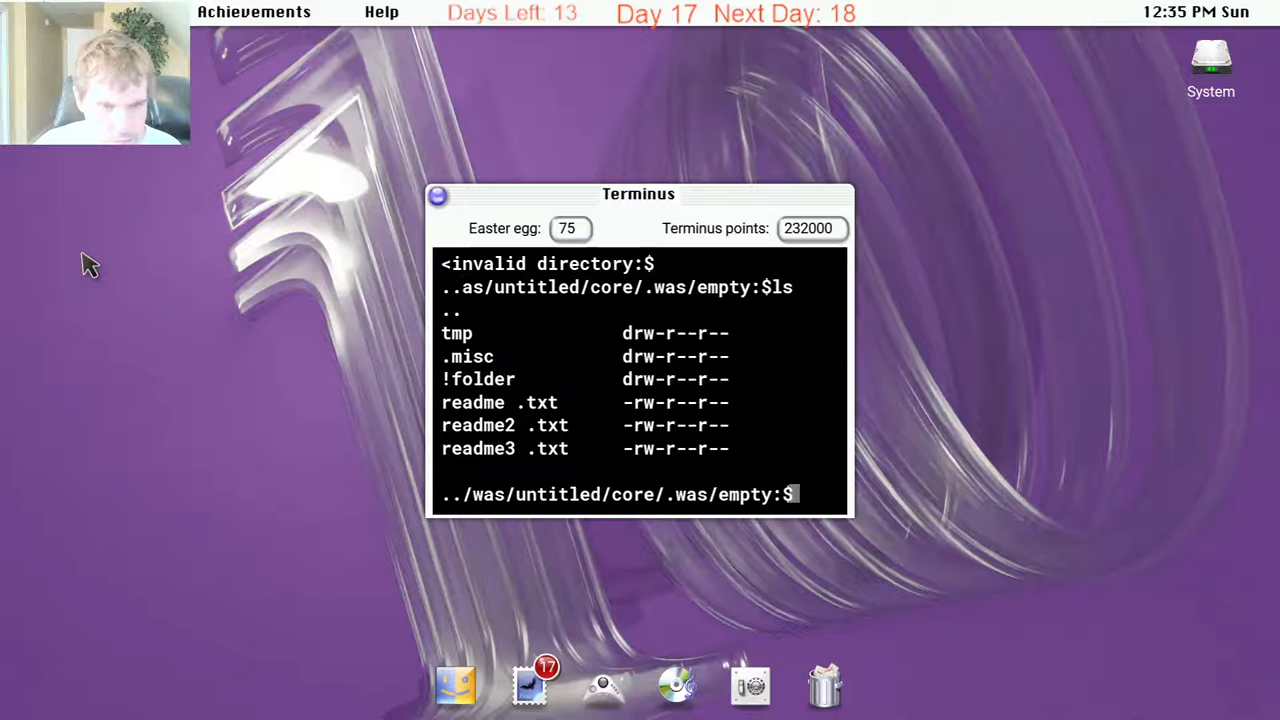 Achievements Help Days Left: 13 Day 17 Next Day: 18 12:35 PM Sun
System
Terminus
Easter egg: 75 Terminus points: 232000
<invalid directory:$
..as/untitled/core/.was/empty:$ls
..
tmp drw-r--r--
.misc drw-r--r--
!folder drw-r--r--
readme .txt -rw-r--r--
readme2 .txt -rw-r--r--
readme3 .txt -rw-r--r--
../was/untitled/core/.was/empty:$
17